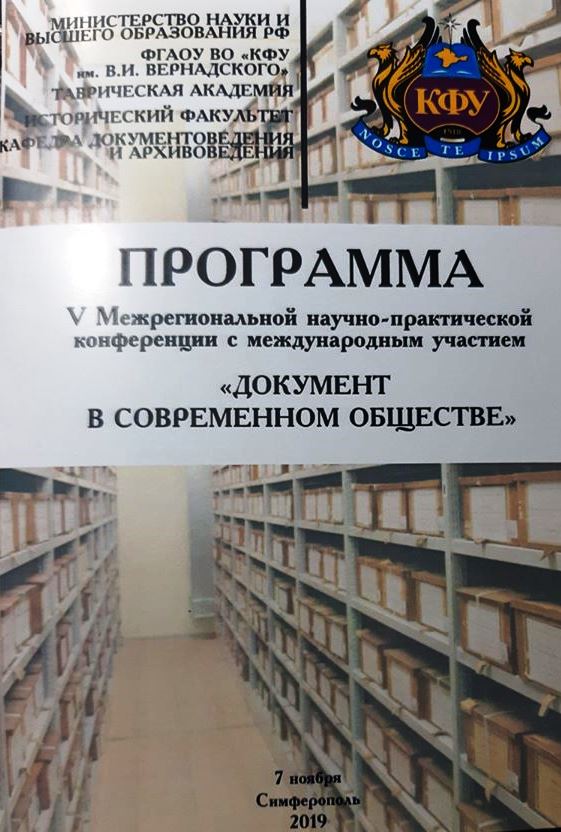 МИНИСТЕРСТВО НАУКИ И
ВЫСШЕГО ОБРАЗОВАНИЯ РФ
ФГАОУ ВО «КФУ
им. В.И. ВЕРНАДСКОГО»
ТАВРИЧЕСКАЯ АКАДЕМИЯ
ИСТОРИЧЕСКИЙ ФАКУЛЬТЕТ
КАФЕДРА ДОКУМЕНТОВЕДЕНИЯ
И АРХИВОВЕДЕНИЯ
КФУ
1918
NOSCE TE IPSUM
ПРОГРАММА
V Межрегиональной научно-практической
конференции с международным участием
«ДОКУМЕНТ
В СОВРЕМЕННОМ ОБЩЕСТВЕ»
7 ноября
Симферополь
2019